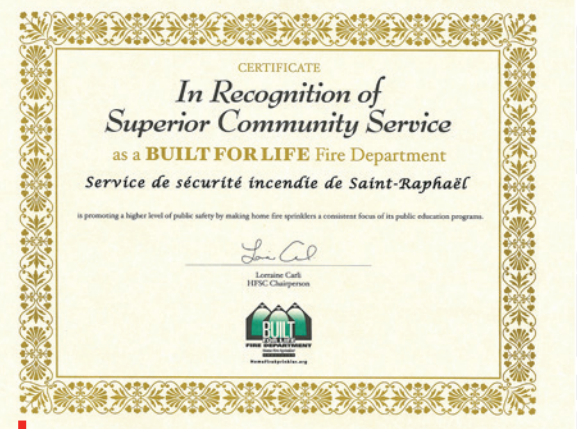 CERTIFICATE
In Recognition of
Superior Community Service
as a BUILT FOR LIFE Fire Department
Service de sécurité incendie de Saint-Raphaël
is promoting a higher level of public safety by making home fire sprinklers a consistent focus of its public education programs.
Lorraine Carli
HFSC Chairperson
BUILT
FOR LIFE
FIRE DEPARTMENT
HomeFireSprinkler.org